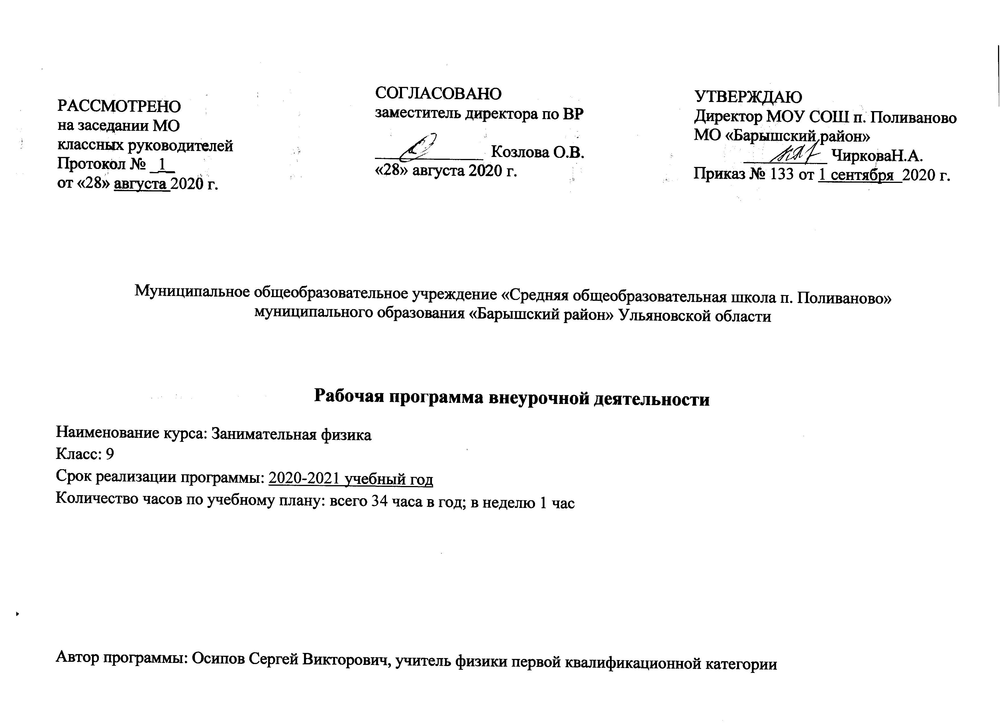 РАССМОТРЕНО
на заседании МО
классных руководителей
Протокол № _1_
от «28» августа 2020 г.
СОГЛАСОВАНО
заместитель директора по ВР
Козлова О.В.
«28» августа 2020 г.
УТВЕРЖДАЮ
Директор МОУ СОШ п. Поливаново
МО «Барышский район»
ЧирковаН.А.
Приказ № 133 от 1 сентября 2020 г.
Муниципальное общеобразовательное учреждение «Средняя общеобразовательная школа п. Поливаново»
муниципального образования «Барышский район» Ульяновской области
Рабочая программа внеурочной деятельности
Наименование курса: Занимательная физика
Класс: 9
Срок реализации программы: 2020-2021 учебный год
Количество часов по учебному плану: всего 34 часа в год; в неделю 1 час
Автор программы: Осипов Сергей Викторович, учитель физики первой квалификационной категории